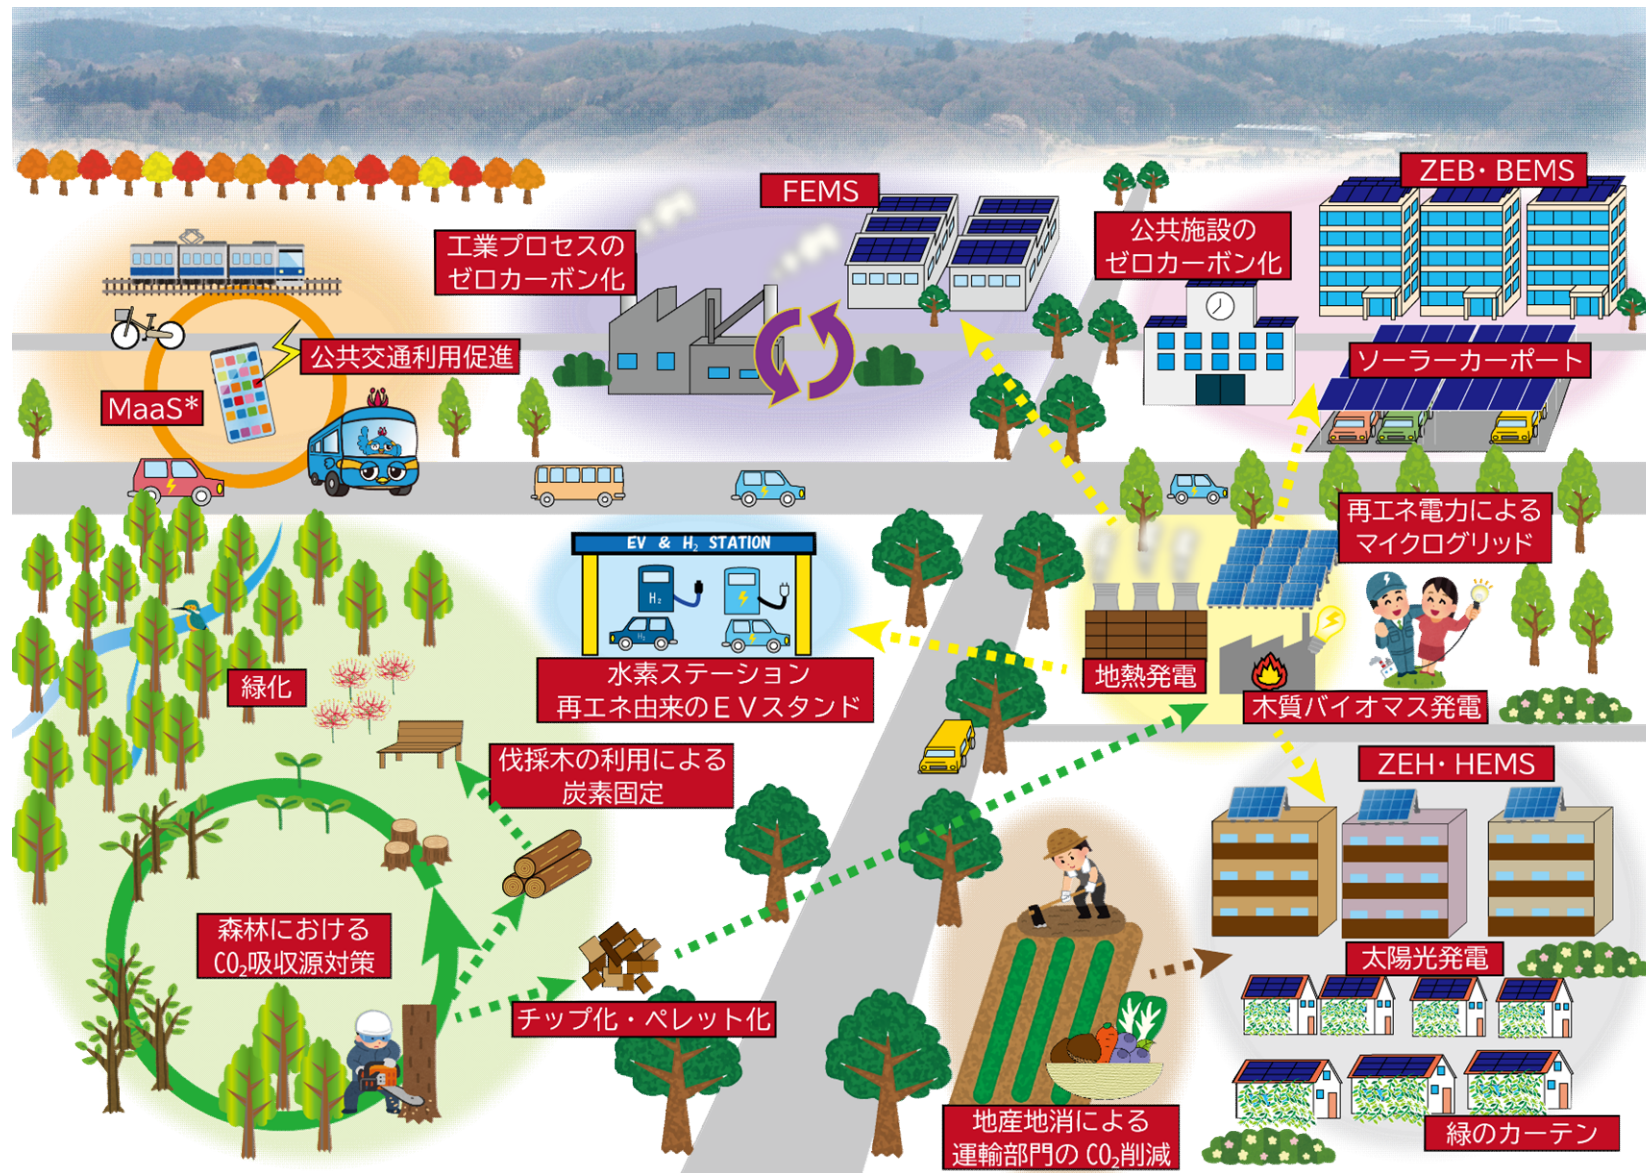 ZEB・BEMS
FEMS
工業プロセスの
ゼロカーボン化
公共施設の
ゼロカーボン化
公共交通利用促進
ソーラーカーポート
MaaS*
再エネ電力による
マイクログリッド
EV & H₂ STATION
H₂
H₂
水素ステーション
再エネ由来のEVスタンド
地熱発電
木質バイオマス発電
緑化
伐採木の利用による
炭素固定
ZEH・HEMS
森林における
CO₂吸収源対策
チップ化・ペレット化
太陽光発電
地産地消による
運輸部門の CO₂削減
緑のカーテン